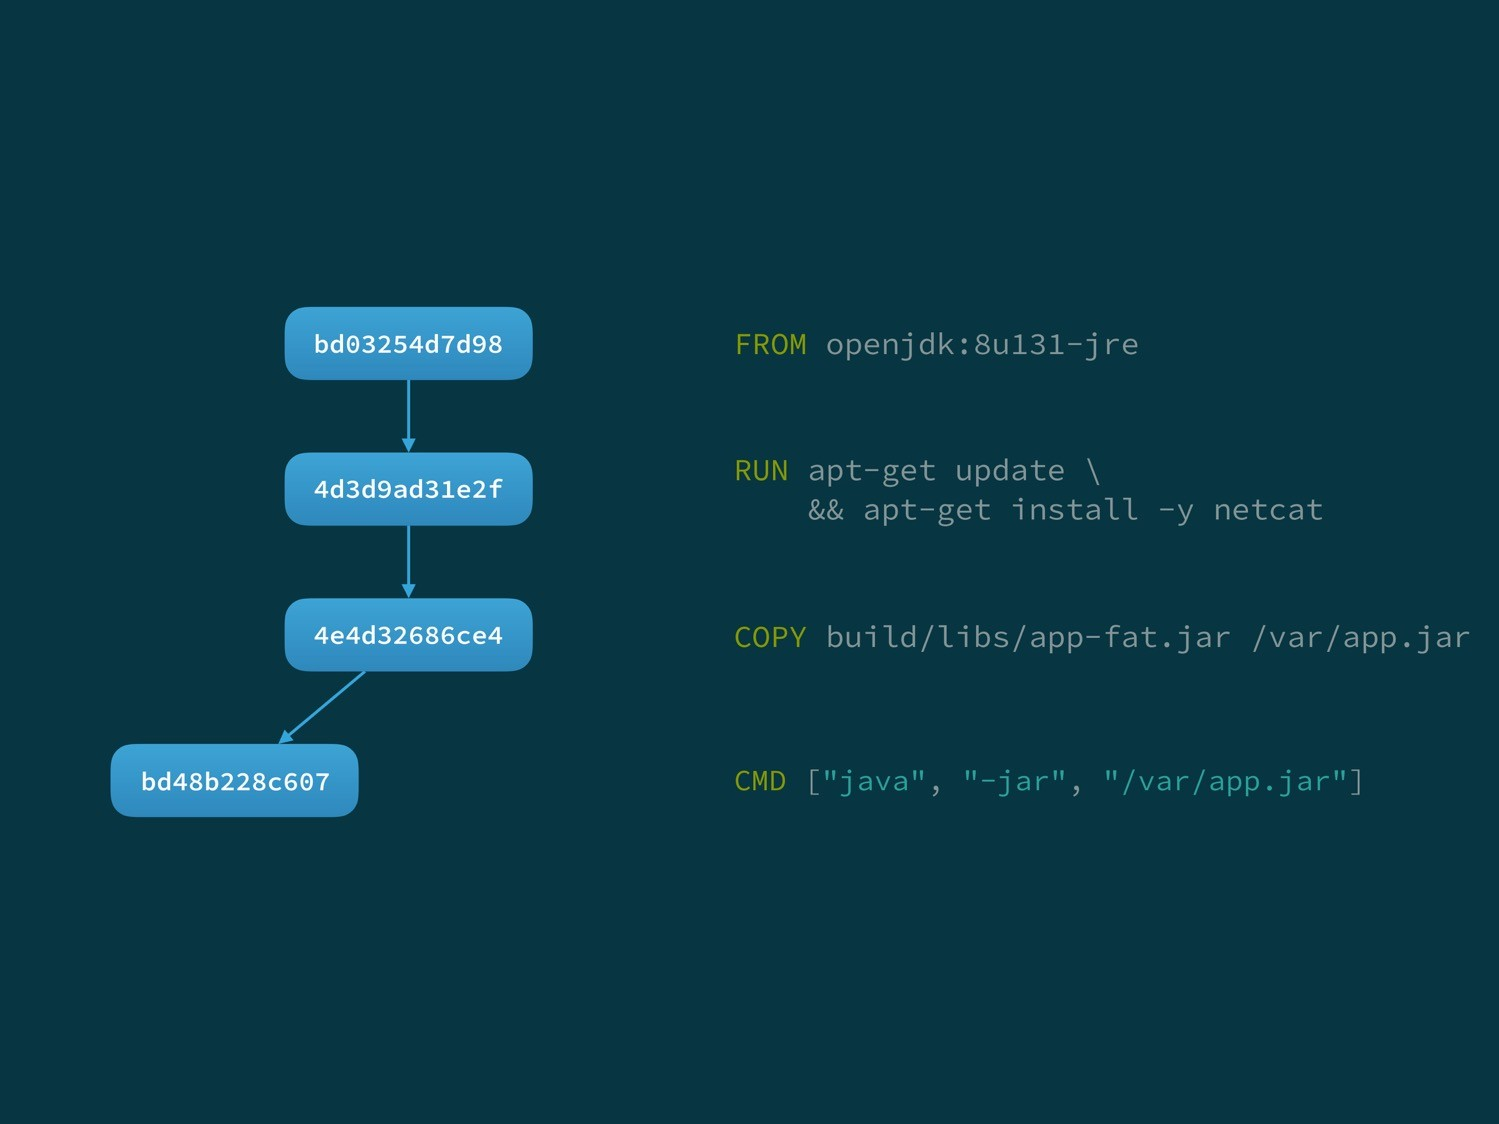 bd03254d7d98
FROM openjdk:8u131-jre
4d3d9ad31e2f
RUN apt-get update \
&& apt-get install -y netcat
4e4d32686ce4
COPY build/libs/app-fat.jar /var/app.jar
bd48b228c607
CMD ["java", "-jar", "/var/app.jar"]